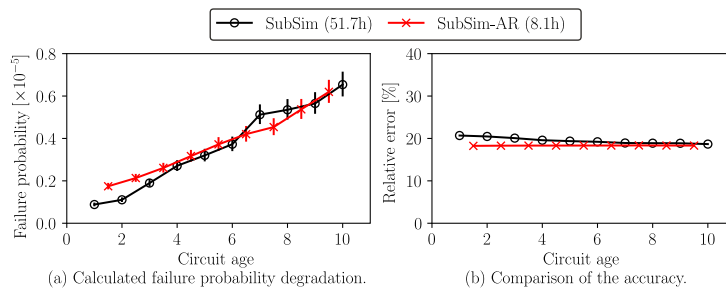 SubSim (51.7h) SubSim-AR (8.1h)
Failure probability [×10⁻⁵]
0.8
0.6
0.4
0.2
0.0
0 2 4 6 8 10
Circuit age
(a) Calculated failure probability degradation.
Relative error [%]
40
30
20
10
0
0 2 4 6 8 10
Circuit age
(b) Comparison of the accuracy.